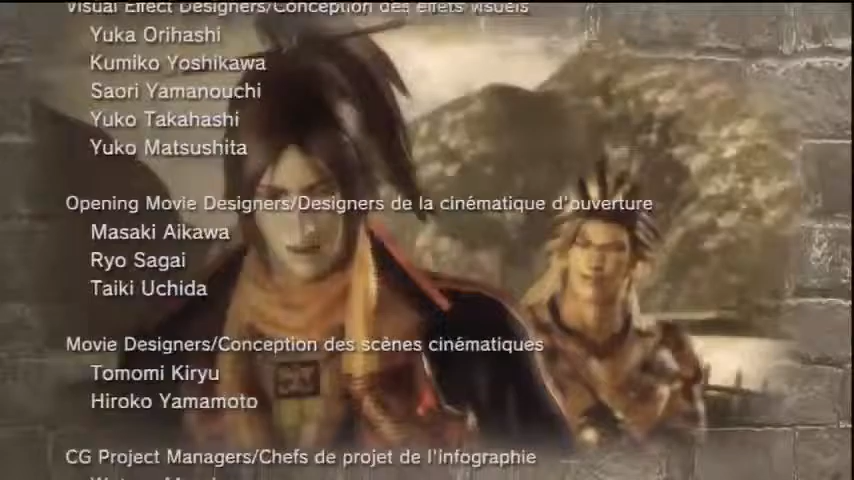 Visual Effect Designers/Conception des effets visuels
Yuka Orihashi
Kumiko Yoshikawa
Saori Yamanouchi
Yuko Takahashi
Yuko Matsushita
Opening Movie Designers/Designers de la cinématique d'ouverture
Masaki Aikawa
Ryo Sagai
Taiki Uchida
Movie Designers/Conception des scènes cinématiques
Tomomi Kiryu
Hiroko Yamamoto
CG Project Managers/Chefs de projet de l'infographie